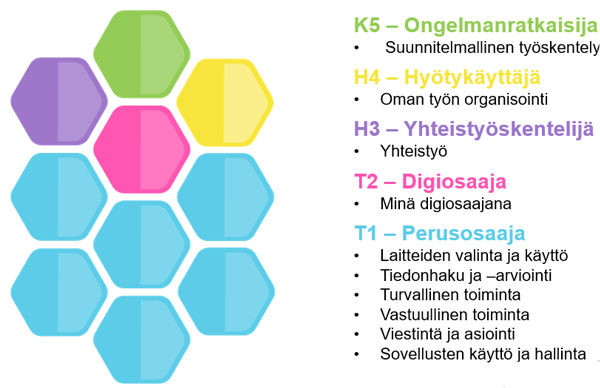 K5 – Ongelmanratkaisija
• Suunnitelmallinen työskentely
H4 – Hyötykäyttäjä
• Oman työn organisointi
H3 – Yhteistyöskentelijä
• Yhteistyö
T2 – Digiosaaja
• Minä digiosaajana
T1 – Perusosaaja
• Laitteiden valinta ja käyttö
• Tiedonhaku ja –arviointi
• Turvallinen toiminta
• Vastuullinen toiminta
• Viestintä ja asiointi
• Sovellusten käyttö ja hallinta